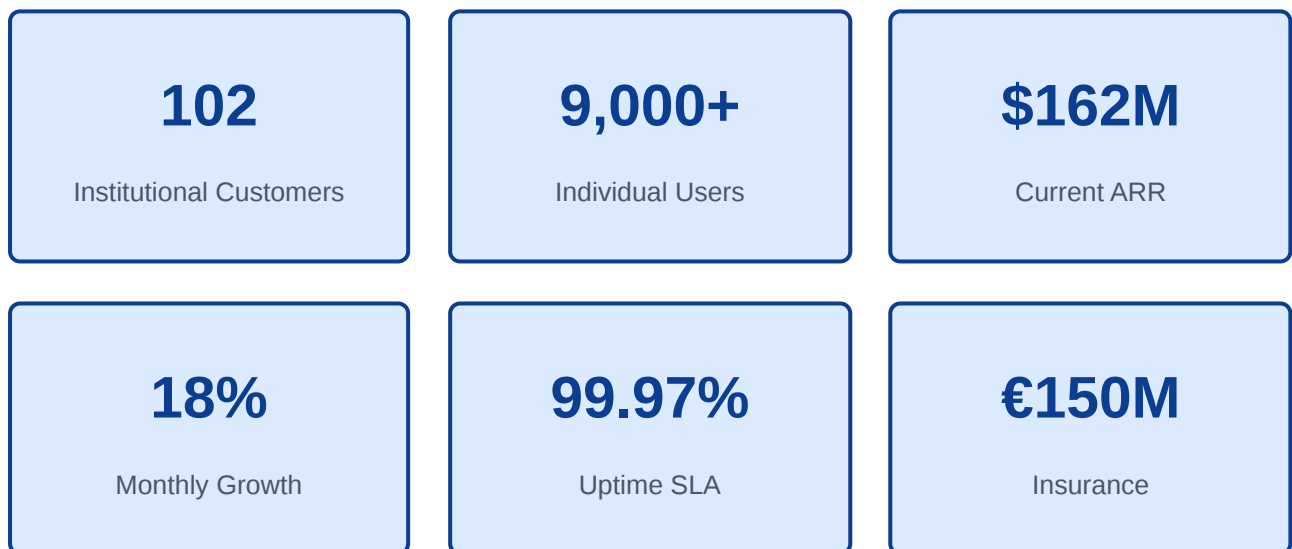 102
Institutional Customers
9,000+
Individual Users
$162M
Current ARR
18%
Monthly Growth
99.97%
Uptime SLA
€150M
Insurance